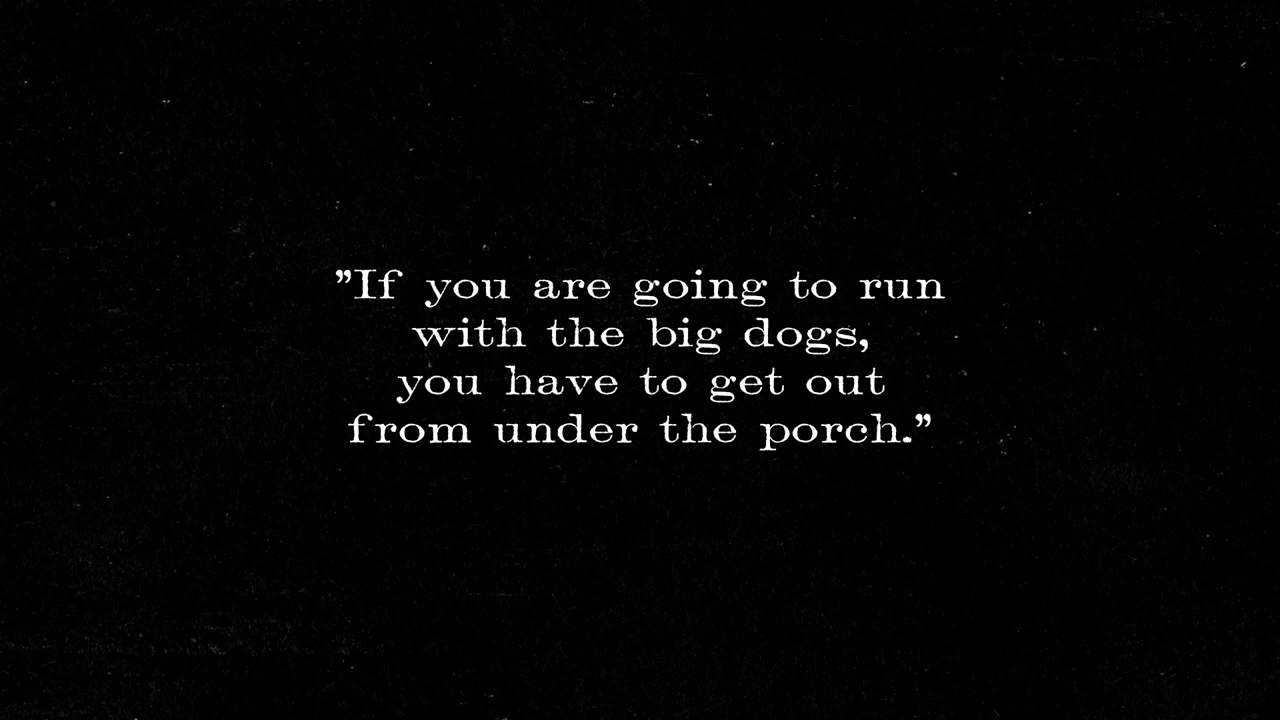 ”If you are going to run
with the big dogs,
you have to get out
from under the porch.”